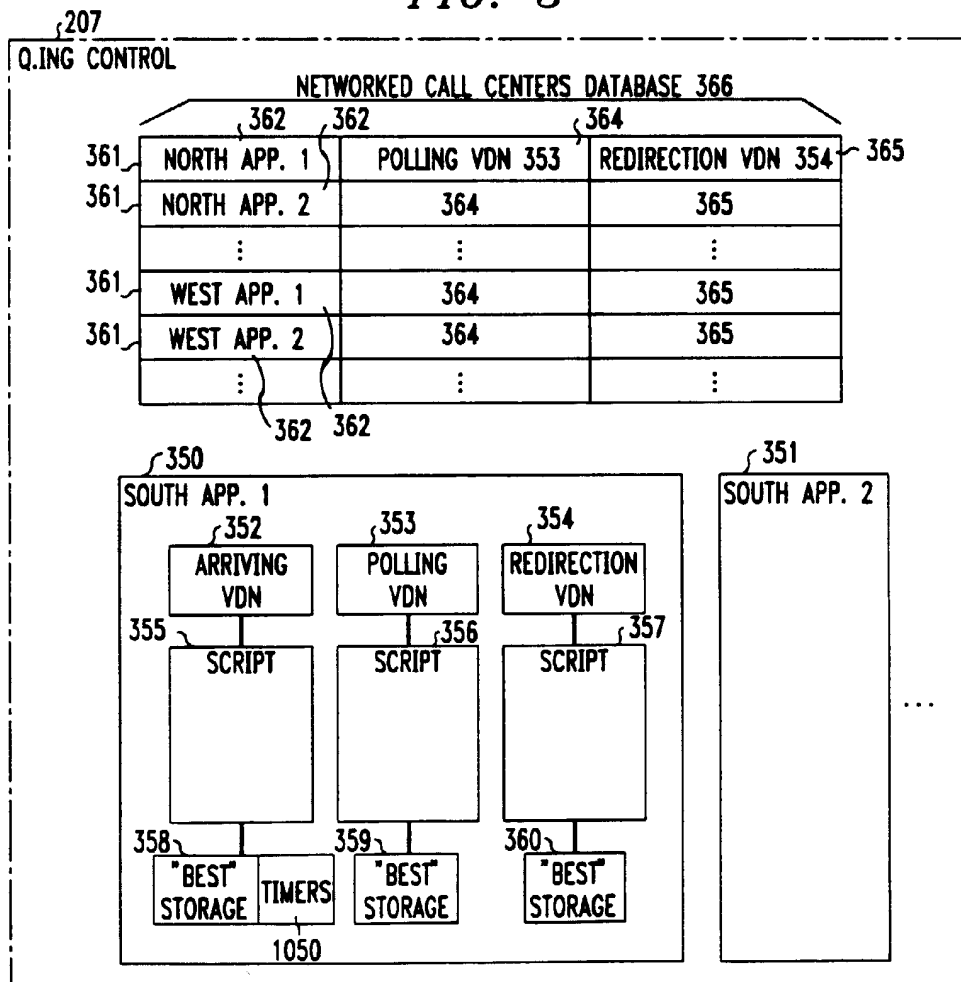 207
Q.ING CONTROL
NETWORKED CALL CENTERS DATABASE 366
362 362 364
361 NORTH APP. 1 POLLING VDN 353 REDIRECTION VDN 354 365
361 NORTH APP. 2 364 365
⋮ ⋮ ⋮
361 WEST APP. 1 364 365
361 WEST APP. 2 364 365
⋮ ⋮ ⋮
362 362
350 351
SOUTH APP. 1 SOUTH APP. 2
352 353 354
ARRIVING POLLING REDIRECTION
VDN VDN VDN
355 356 357
SCRIPT SCRIPT SCRIPT
...
358 359 360
"BEST" TIMERS "BEST" "BEST"
STORAGE STORAGE STORAGE
1050